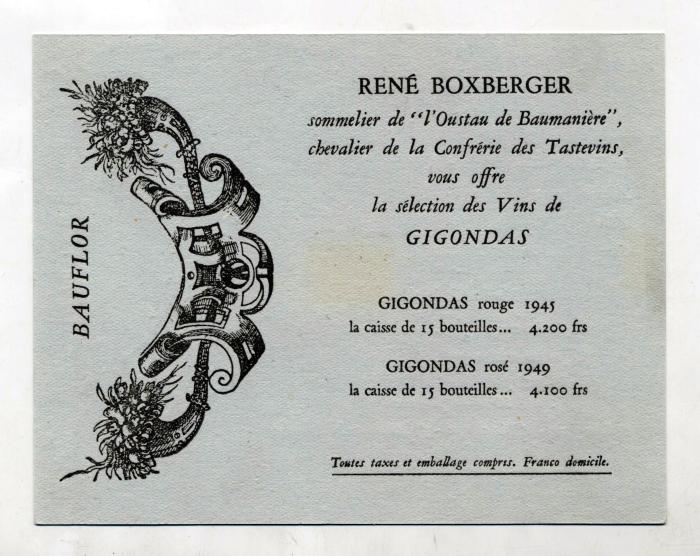 BAUFLOR
RENÉ BOXBERGER
sommelier de "l'Oustau de Baumanière",
chevalier de la Confrérie des Tastevins,
vous offre
la sélection des Vins de
GIGONDAS
GIGONDAS rouge 1945
la caisse de 15 bouteilles... 4.200 frs
GIGONDAS rosé 1949
la caisse de 15 bouteilles... 4.100 frs
Toutes taxes et emballage compris. Franco domicile.